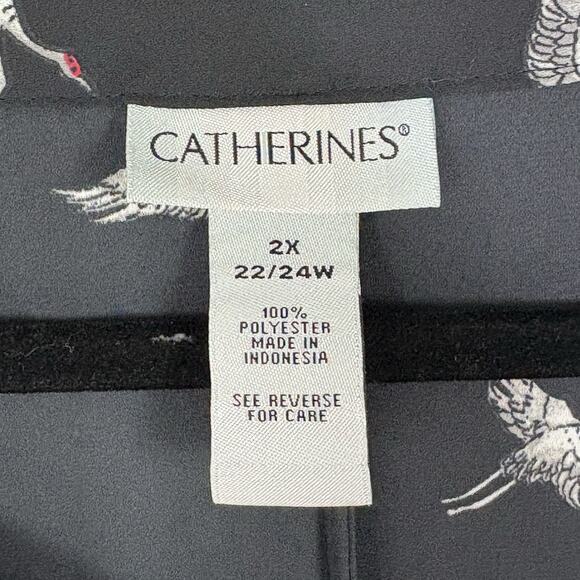 CATHERINES®
2X
22/24W
100%
POLYESTER
MADE IN
INDONESIA
SEE REVERSE
FOR CARE